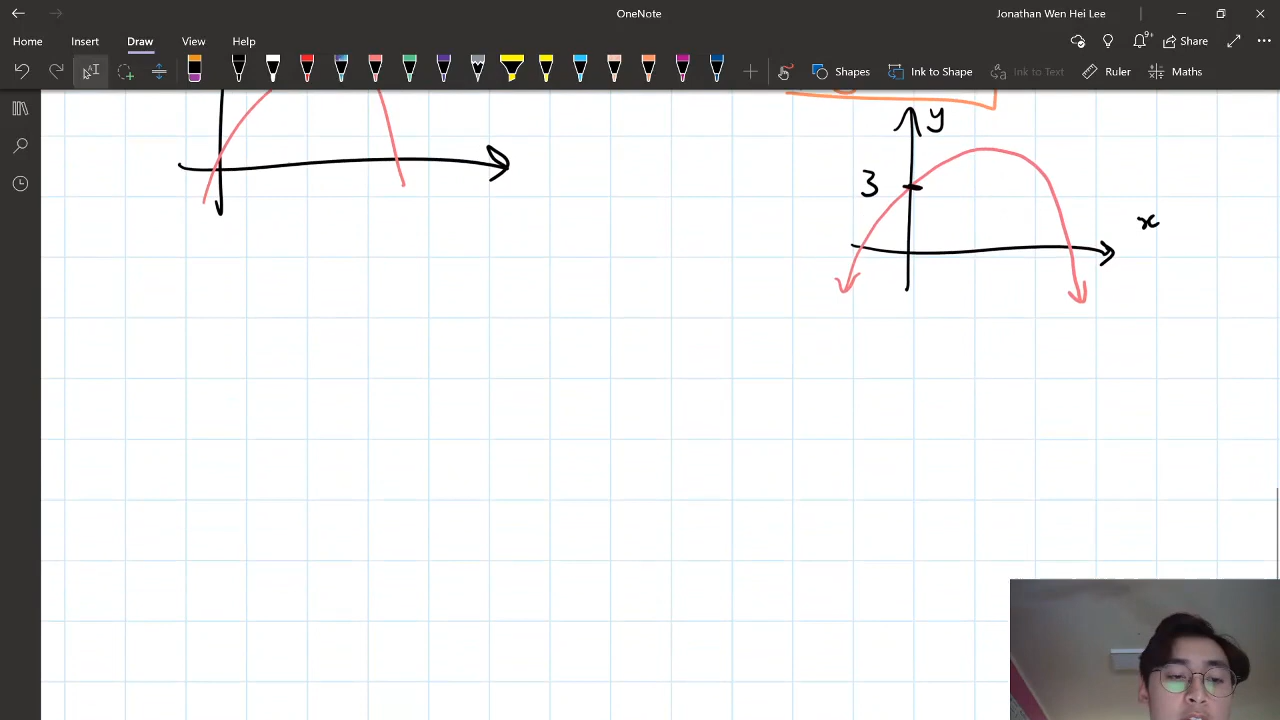 OneNote
Jonathan Wen Hei Lee
Home Insert Draw View Help
9+ Share
Shapes Ink to Shape Ink to Text Ruler Maths
y
3
x